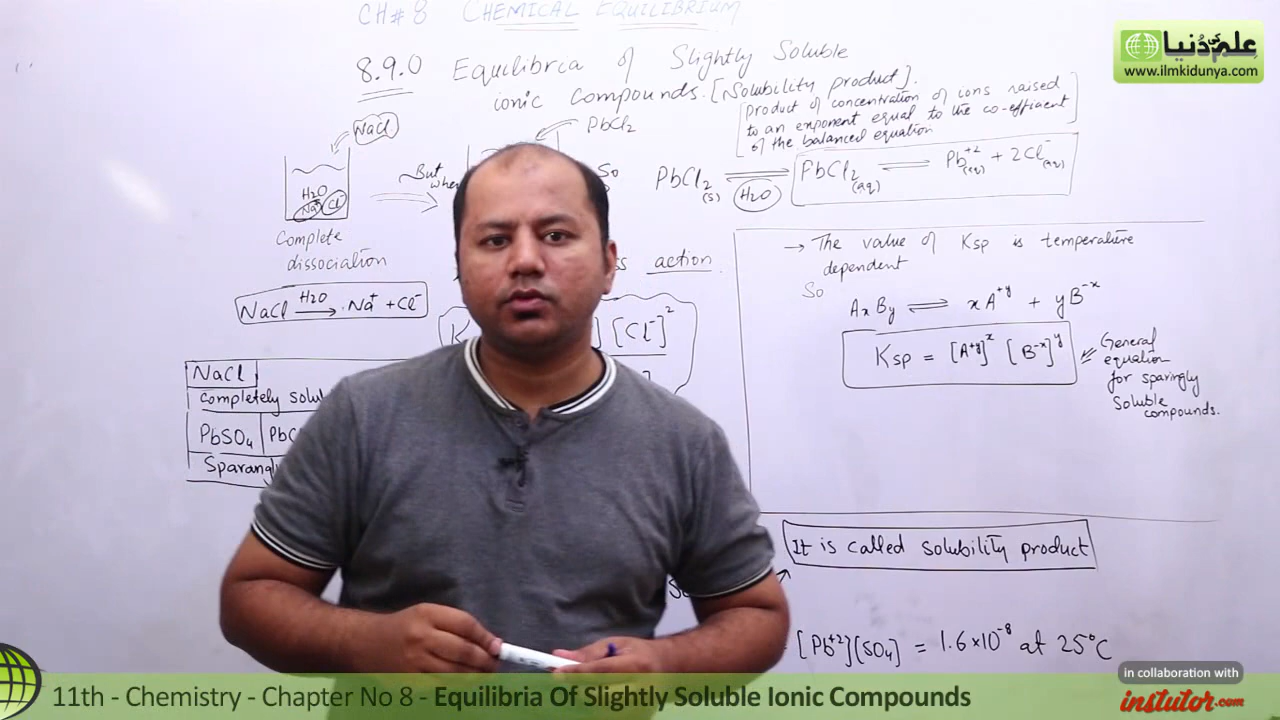 CH # 8 CHEMICAL EQUILIBRIUM
علم کی دُنیا
www.ilmkidunya.com
8.9.0 Equilibria of Slightly Soluble
ionic compounds. [Solubility product].
Product of concentration of ions raised
to an exponent equal to the co-efficient
of the balanced equation
NaCl
PbCl2
H2O
Na+ Cl-
But
when
So
PbCl2(s) ⇌ H2O PbCl2(aq) ⇌ Pb+2(aq) + 2Cl-(aq)
Complete
dissociation
action
NaCl H2O → Na+ + Cl-
K [Cl-]2
→ The value of Ksp is temperature
dependent
So
AxBy ⇌ xA+y + yB-x
Ksp = [A+y]x [B-x]y
General
equation
for sparingly
soluble
compounds.
NaCl
Completely
PbSO4
It is called solubility product
[Pb+2][SO4] = 1.6×10-8 at 25°C
in collaboration with
instutor.com
11th - Chemistry - Chapter No 8 - Equilibria Of Slightly Soluble Ionic Compounds